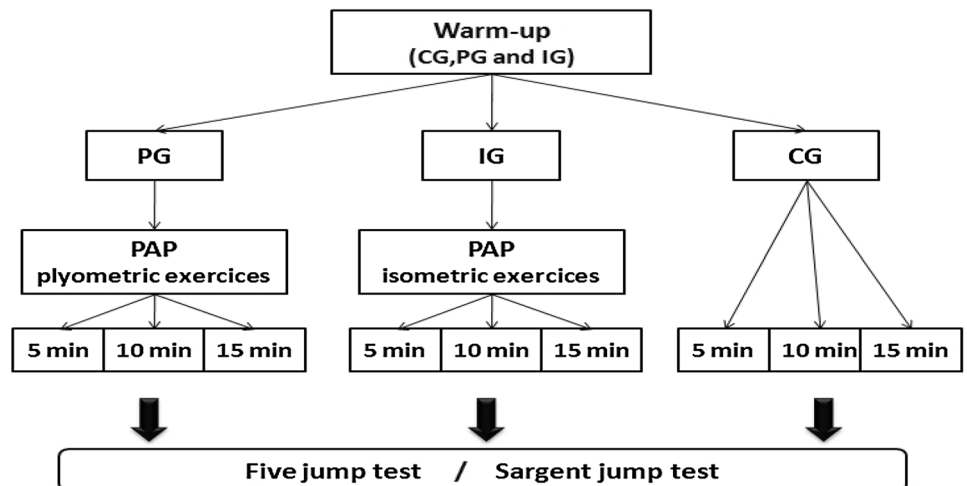 Warm-up
(CG,PG and IG)
PG
IG
CG
PAP
plyometric exercices
PAP
isometric exercices
5 min
10 min
15 min
5 min
10 min
15 min
5 min
10 min
15 min
Five jump test / Sargent jump test